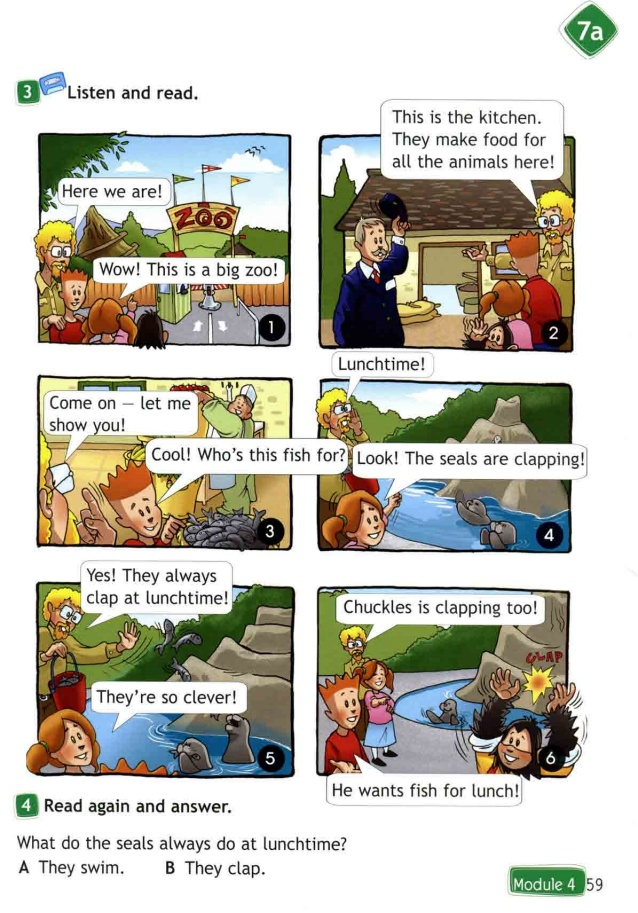 7a
3 Listen and read.
Here we are!
ZOO
Wow! This is a big zoo!
1
This is the kitchen.
They make food for
all the animals here!
2
Come on – let me
show you!
Cool! Who's this fish for?
3
Lunchtime!
Look! The seals are clapping!
4
Yes! They always
clap at lunchtime!
They're so clever!
5
Chuckles is clapping too!
CLAP
He wants fish for lunch!
6
4 Read again and answer.
What do the seals always do at lunchtime?
A They swim. B They clap.
Module 4 59